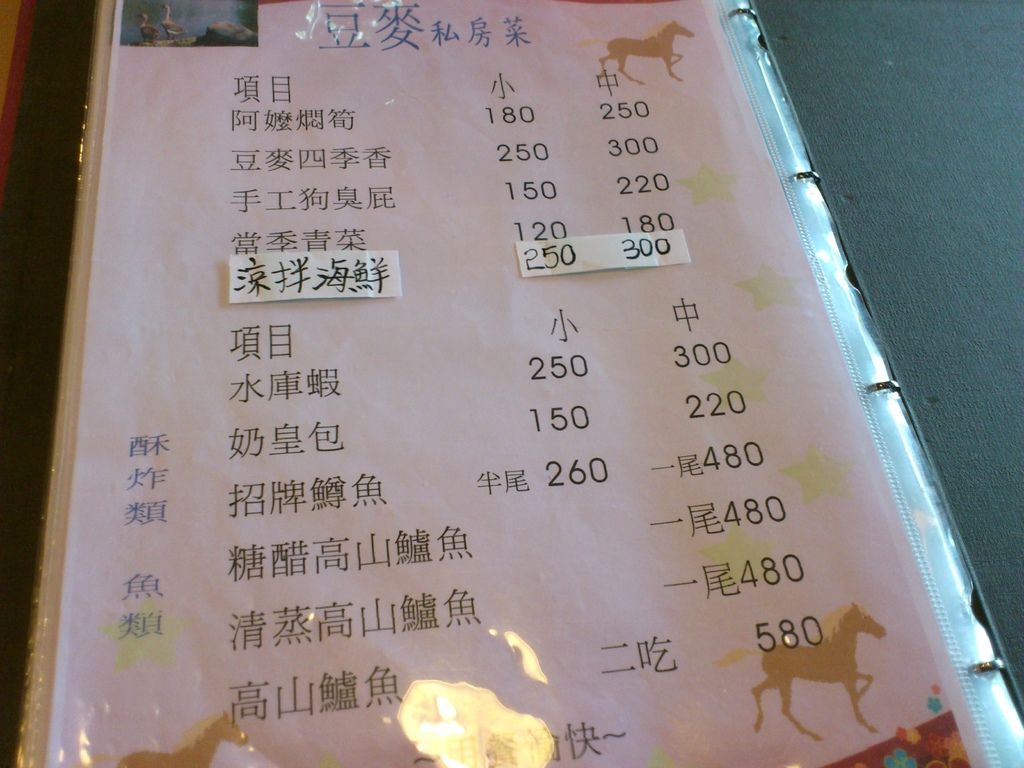 豆麥私房菜
項目 小 中
阿嬤燜筍 180 250
豆麥四季香 250 300
手工狗臭屁 150 220
當季青菜 120 180
涼拌海鮮 250 300
項目 小 中
水庫蝦 250 300
奶皇包 150 220
酥炸類
招牌鱒魚 半尾 260 一尾480
糖醋高山鱸魚 一尾480
魚類
清蒸高山鱸魚 一尾480
高山鱸魚 二吃 580
快~